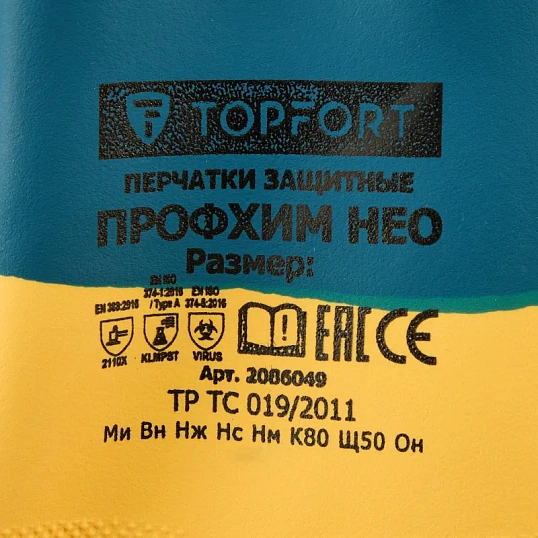 TOPFORT
ПЕРЧАТКИ ЗАЩИТНЫЕ
ПРОФХИМ НЕО
Размер:
EN ISO
374-1:2016 EN ISO
EN 388:2016 / Type A 374-5:2016
2110X KLMPST VIRUS
EAC CE
Арт. 2086049
ТР ТС 019/2011
Ми Вн Нж Нс Нм К80 Щ50 Он